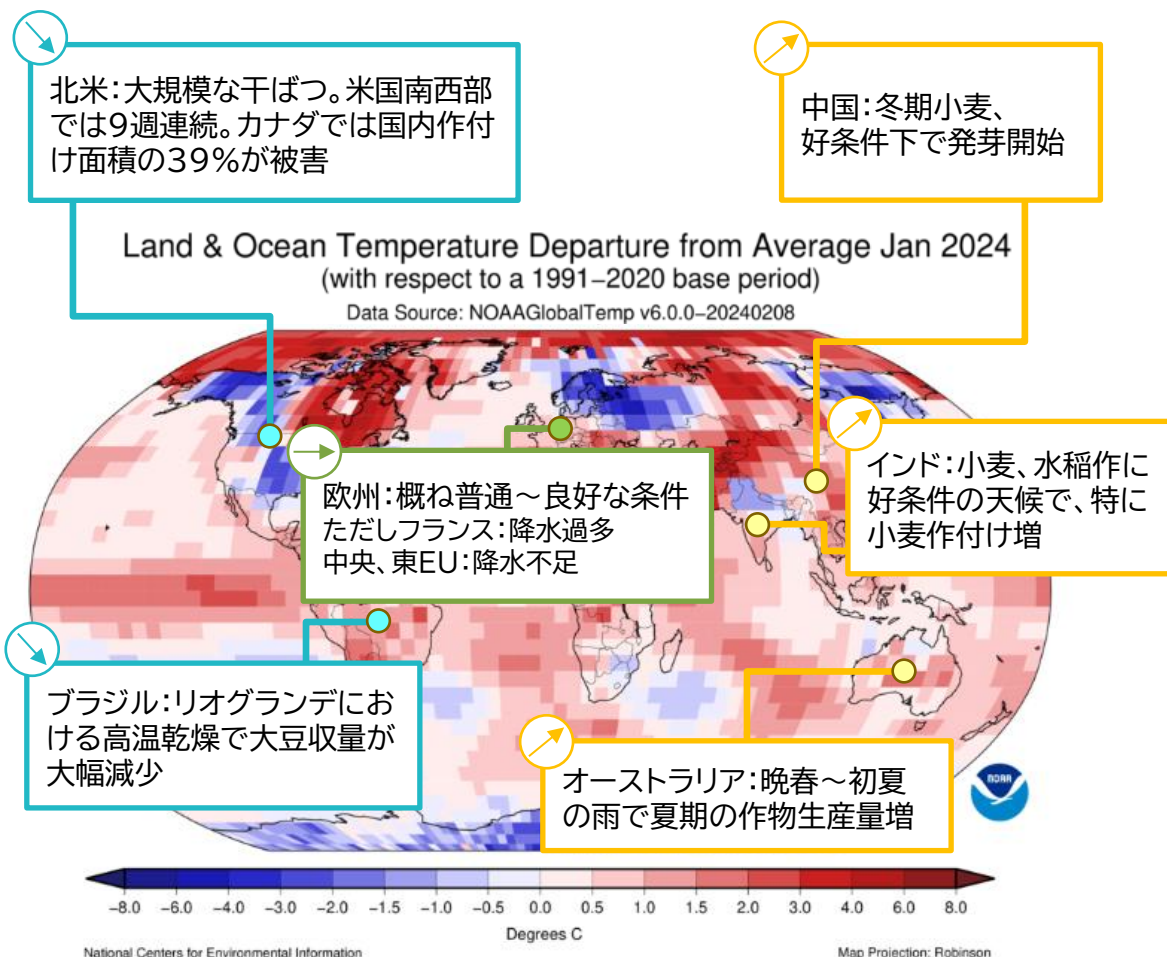 北米：大規模な干ばつ。米国南西部
では9週連続。カナダでは国内作付
け面積の39％が被害
中国：冬期小麦、
好条件下で発芽開始
Land & Ocean Temperature Departure from Average Jan 2024
(with respect to a 1991–2020 base period)
Data Source: NOAAGlobalTemp v6.0.0–20240208
欧州：概ね普通～良好な条件
ただしフランス：降水過多
中央、東EU：降水不足
インド：小麦、水稲作に
好条件の天候で、特に
小麦作付け増
ブラジル：リオグランデにお
ける高温乾燥で大豆収量が
大幅減少
オーストラリア：晩春～初夏
の雨で夏期の作物生産量増
NOAA
–8.0 –6.0 –4.0 –3.0 –2.0 –1.5 –1.0 –0.5 0.0 0.5 1.0 1.5 2.0 3.0 4.0 6.0 8.0
Degrees C
National Centers for Environmental Information
Map Projection: Robinson